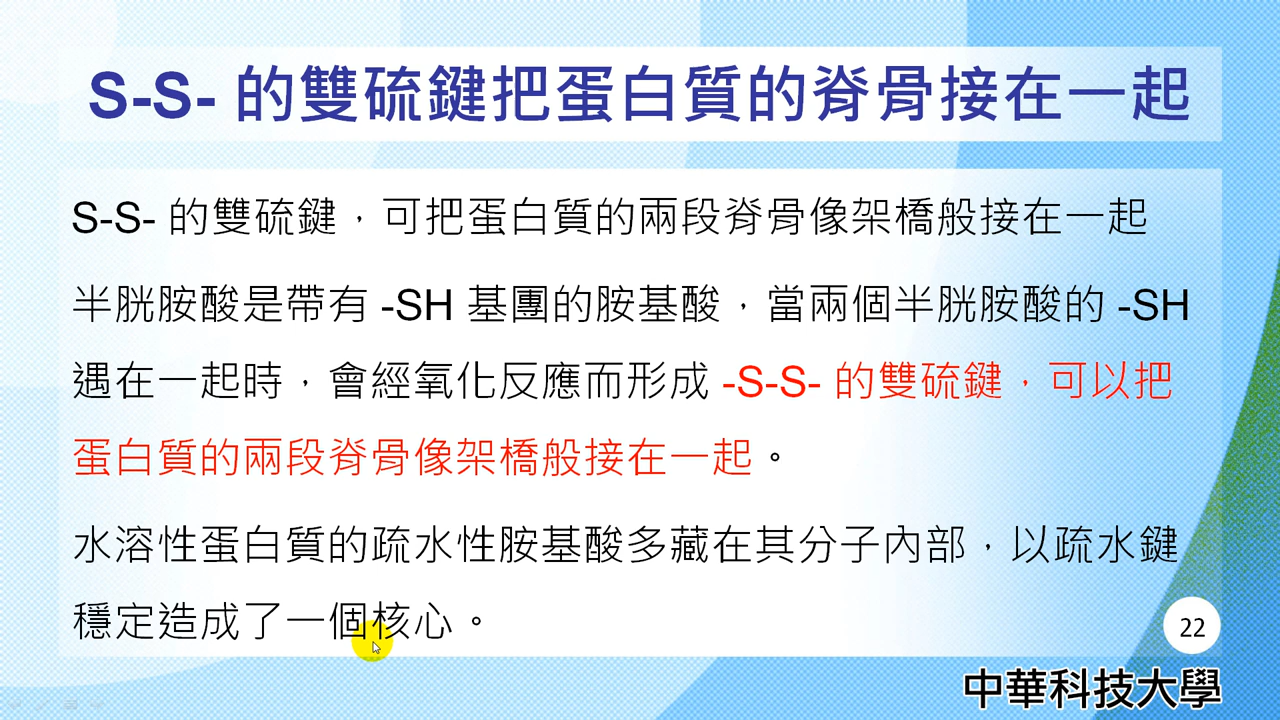 S-S- 的雙硫鍵把蛋白質的脊骨接在一起
S-S- 的雙硫鍵，可把蛋白質的兩段脊骨像架橋般接在一起
半胱胺酸是帶有 -SH 基團的胺基酸，當兩個半胱胺酸的 -SH
遇在一起時，會經氧化反應而形成 -S-S- 的雙硫鍵，可以把
蛋白質的兩段脊骨像架橋般接在一起。
水溶性蛋白質的疏水性胺基酸多藏在其分子內部，以疏水鍵
穩定造成了一個核心。
22
中華科技大學